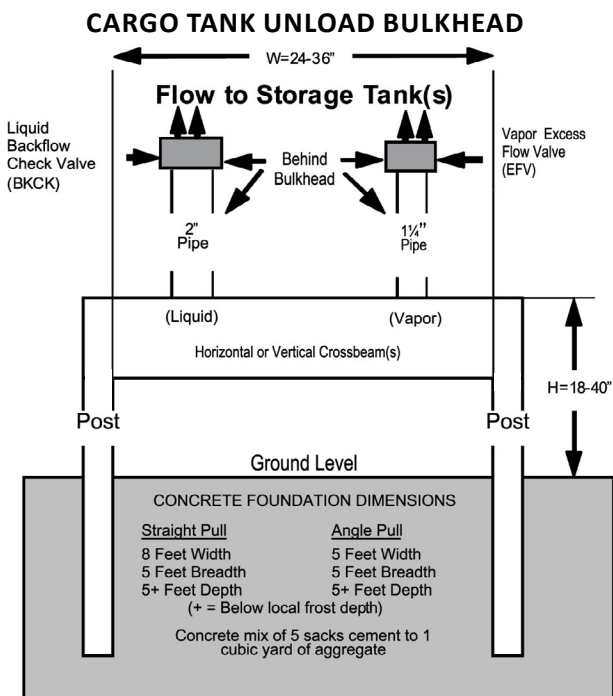 CARGO TANK UNLOAD BULKHEAD
W=24-36"
Flow to Storage Tank(s)
Liquid
Backflow
Check Valve
(BKCK)
Behind
Bulkhead
Vapor Excess
Flow Valve
(EFV)
2"
Pipe
1¼"
Pipe
(Liquid)
(Vapor)
Horizontal or Vertical Crossbeam(s)
H=18-40"
Post
Post
Ground Level
CONCRETE FOUNDATION DIMENSIONS
Straight Pull
8 Feet Width
5 Feet Breadth
5+ Feet Depth
Angle Pull
5 Feet Width
5 Feet Breadth
5+ Feet Depth
(+ = Below local frost depth)
Concrete mix of 5 sacks cement to 1
cubic yard of aggregate